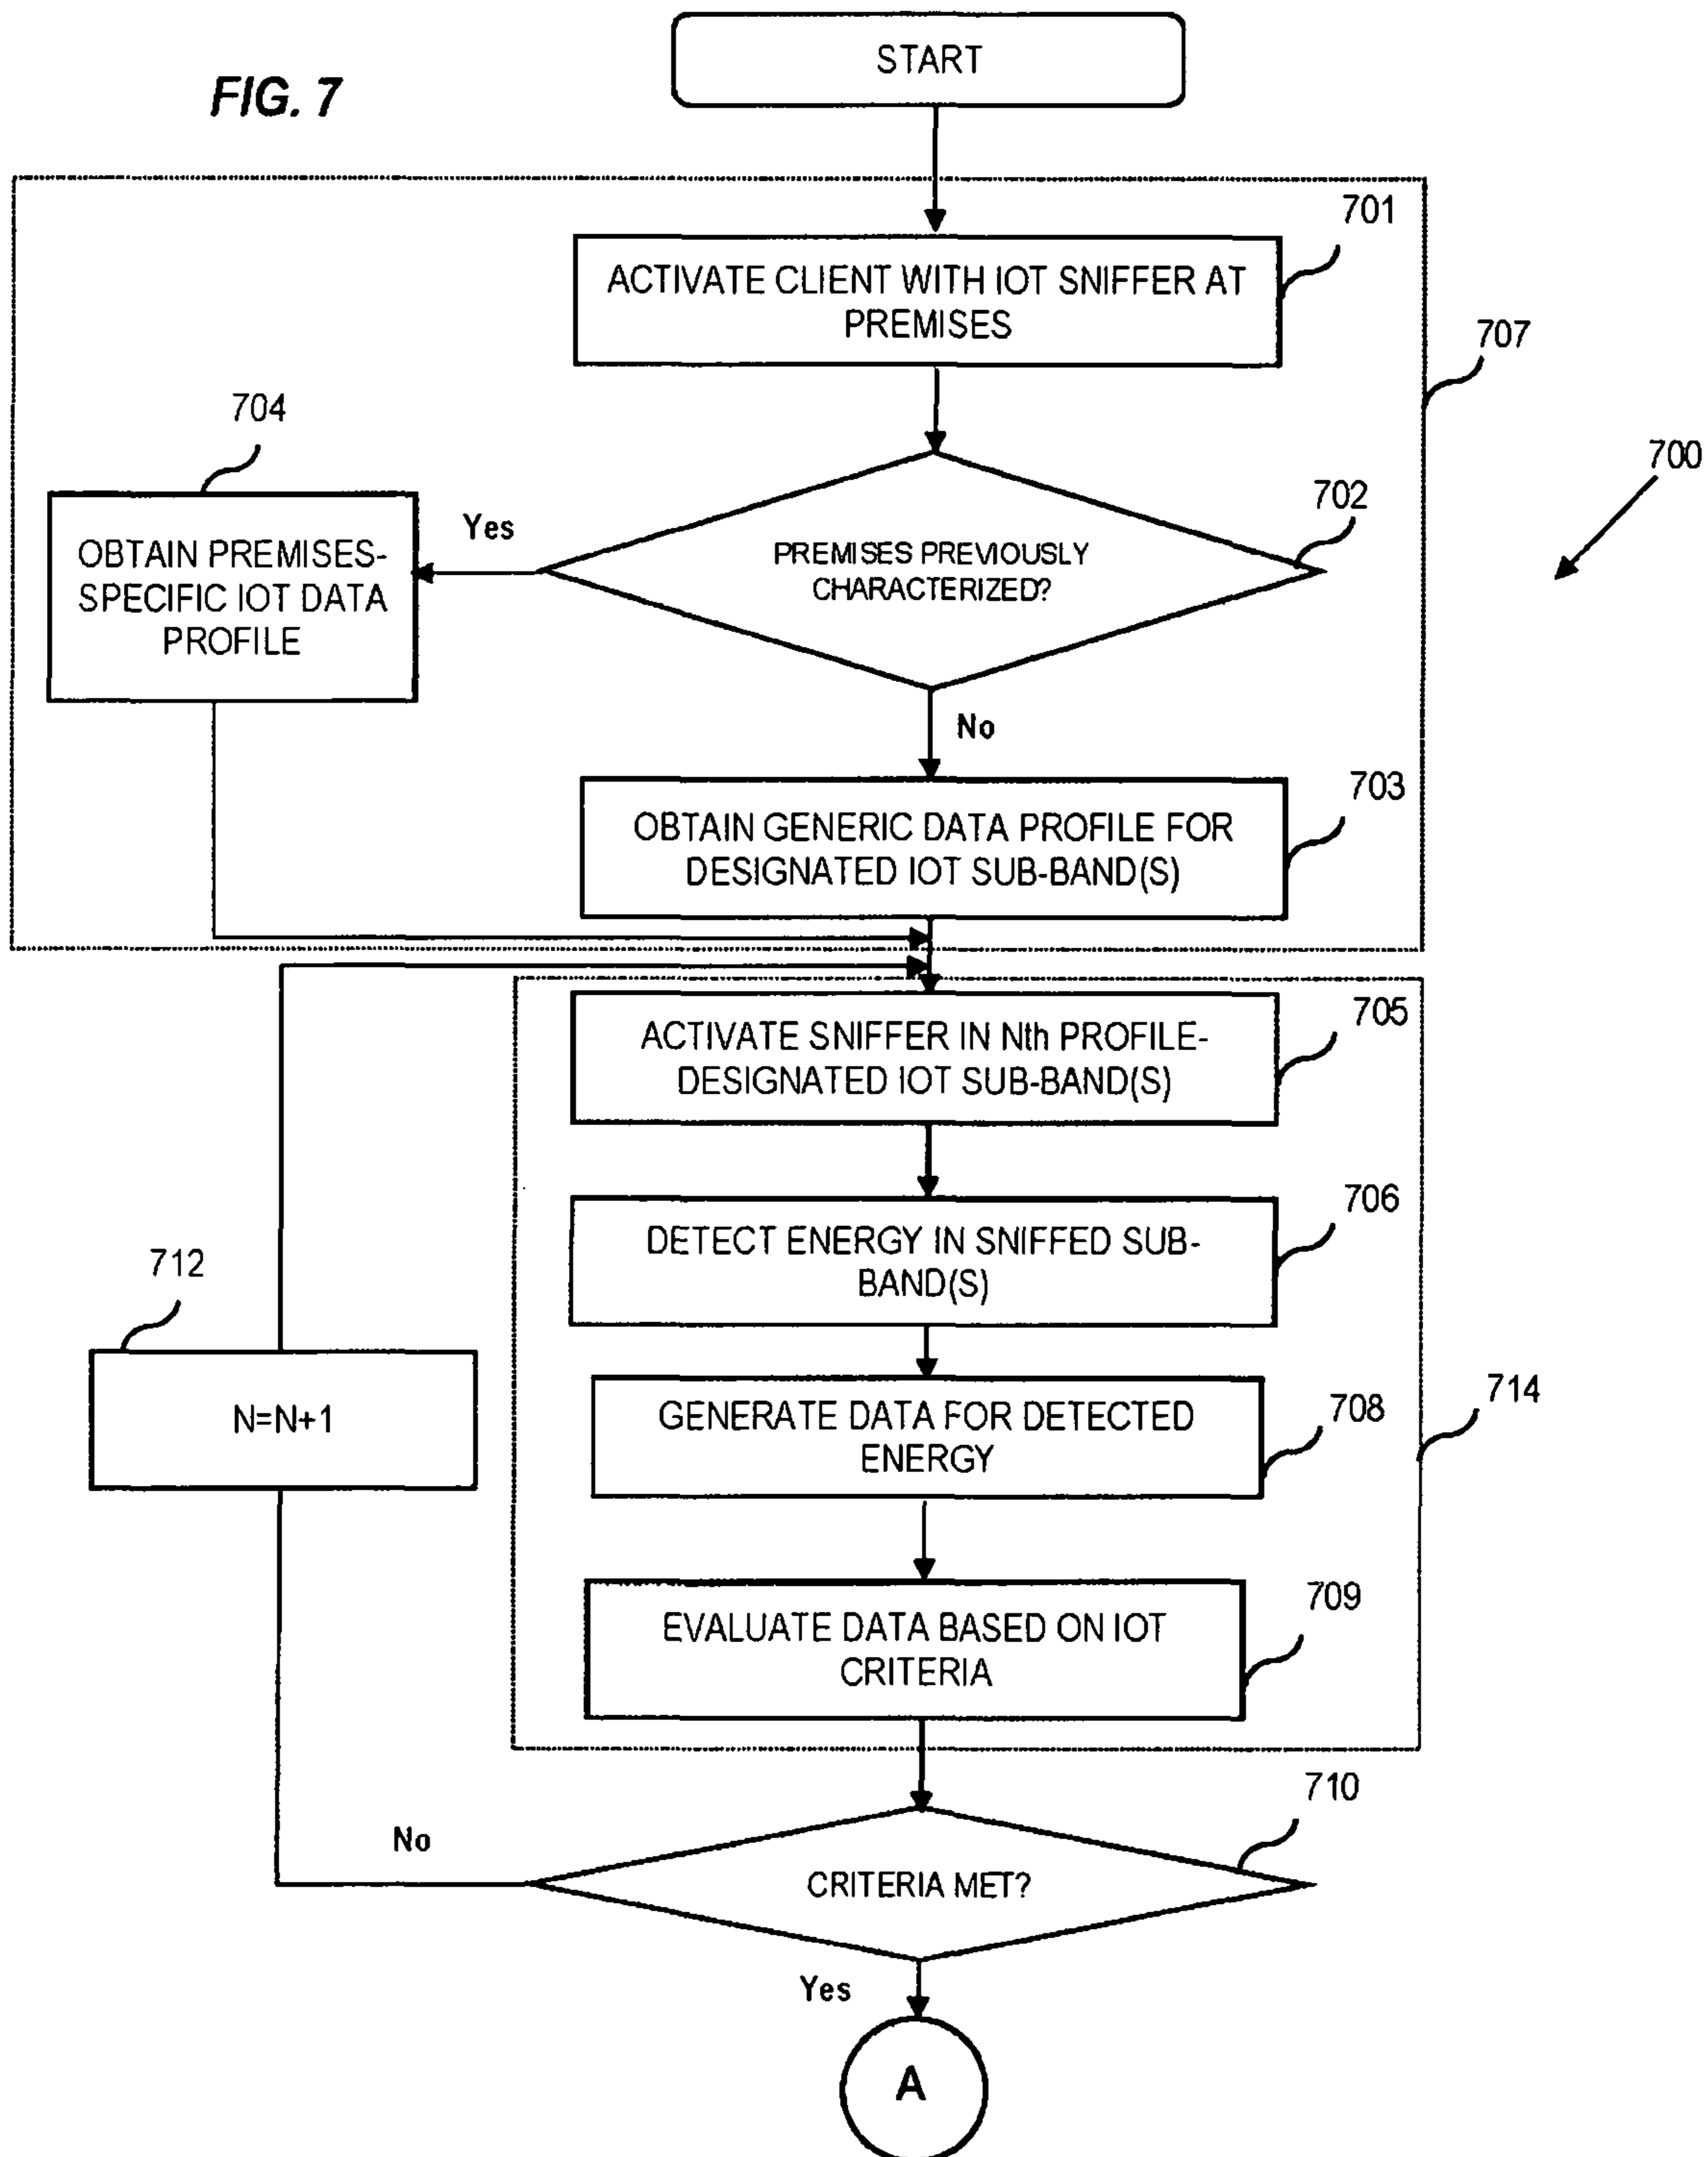 FIG. 7
START
701
ACTIVATE CLIENT WITH IOT SNIFFER AT
PREMISES
707
704
700
702
Yes
PREMISES PREVIOUSLY
CHARACTERIZED?
OBTAIN PREMISES-
SPECIFIC IOT DATA
PROFILE
No
703
OBTAIN GENERIC DATA PROFILE FOR
DESIGNATED IOT SUB-BAND(S)
705
ACTIVATE SNIFFER IN Nth PROFILE-
DESIGNATED IOT SUB-BAND(S)
706
DETECT ENERGY IN SNIFFED SUB-
BAND(S)
712
N=N+1
714
708
GENERATE DATA FOR DETECTED
ENERGY
709
EVALUATE DATA BASED ON IOT
CRITERIA
710
No
CRITERIA MET?
Yes
A